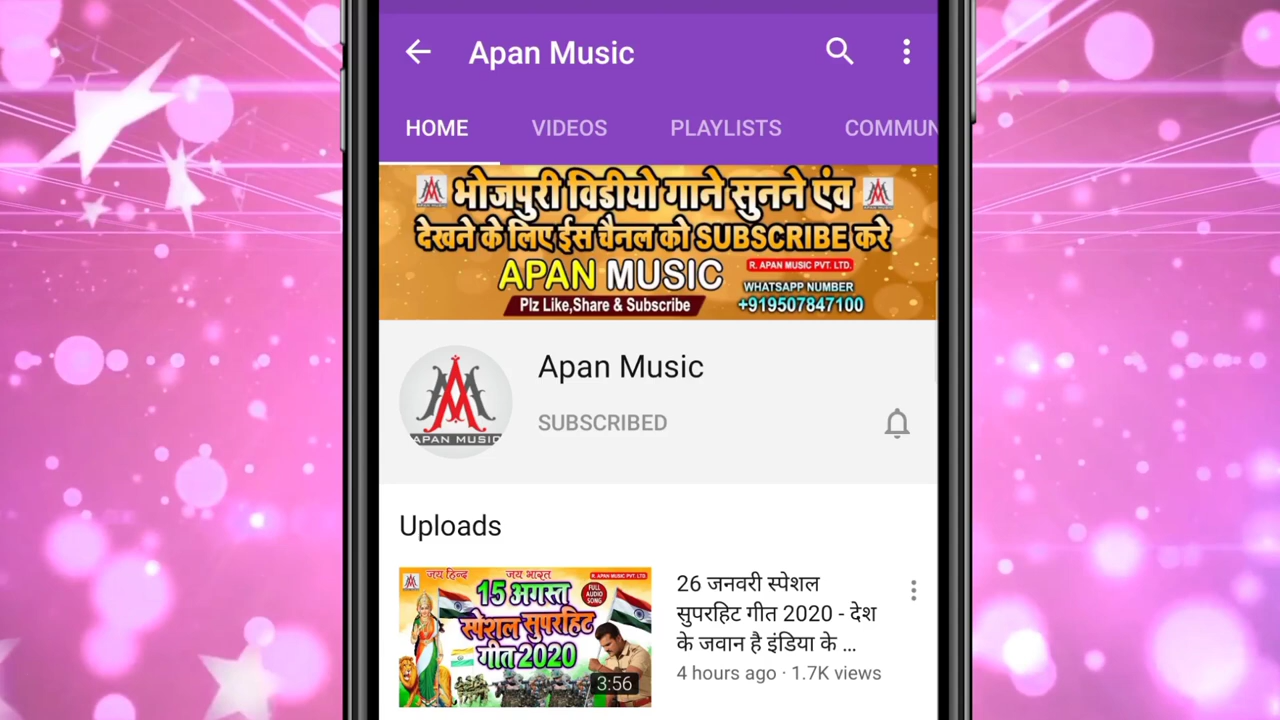 Apan Music
HOME VIDEOS PLAYLISTS COMMUN
भोजपुरी विडीयो गाने सुनने एंव
देखने के लिए ईस चैनल को SUBSCRIBE करे
APAN MUSIC
R. APAN MUSIC PVT. LTD.
WHATSAPP NUMBER
+919507847100
Plz Like,Share & Subscribe
Apan Music
SUBSCRIBED
APAN MUSIC
Uploads
जय हिन्द जय भारत
R. APAN MUSIC PVT. LTD
15 अगस्त
FULL
AUDIO
SONG
स्पेशल सुपरहिट
गीत 2020
3:56
26 जनवरी स्पेशल
सुपरहिट गीत 2020 - देश
के जवान है इंडिया के ...
4 hours ago · 1.7K views